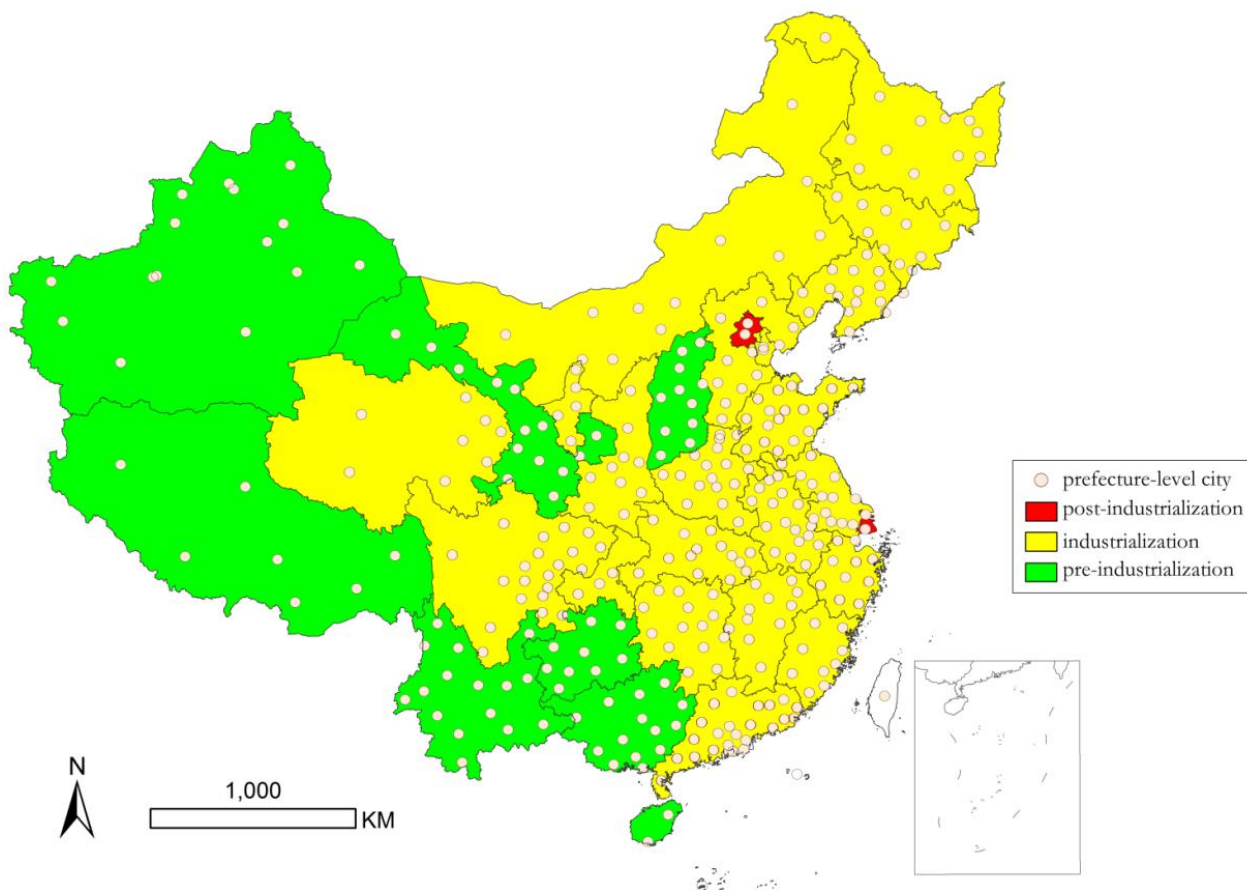 prefecture-level city
post-industrialization
industrialization
pre-industrialization
N
1,000
KM